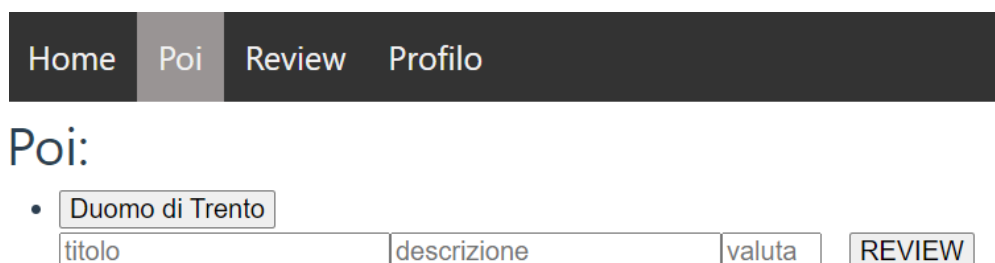 Home Poi Review Profilo
Poi:
Duomo di Trento
titolo descrizione valuta REVIEW